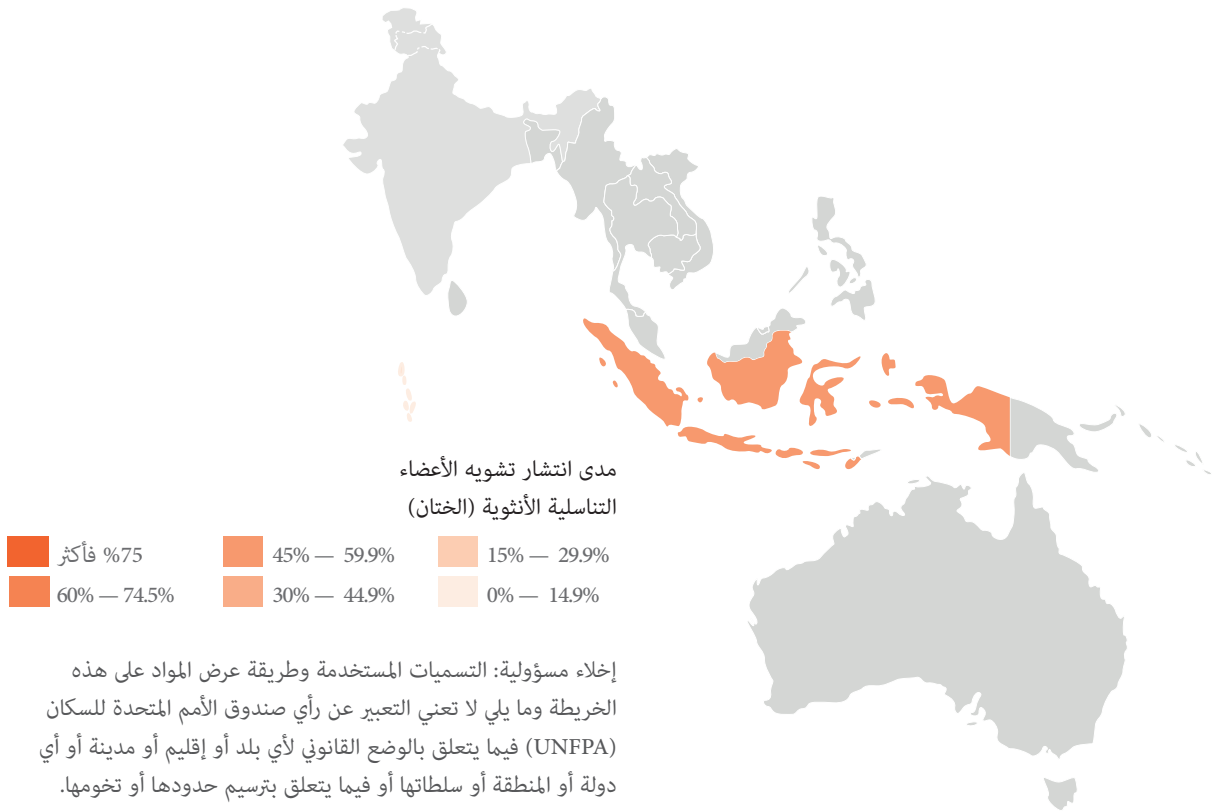 مدى انتشار تشويه الأعضاء
التناسلية الأنثوية (الختان)
15% — 29.9%
45% — 59.9%
%75 فأكثر
0% — 14.9%
30% — 44.9%
60% — 74.5%
إخلاء مسؤولية: التسميات المستخدمة وطريقة عرض المواد على هذه
الخريطة وما يلي لا تعني التعبير عن رأي صندوق الأمم المتحدة للسكان
(UNFPA) فيما يتعلق بالوضع القانوني لأي بلد أو إقليم أو مدينة أو أي
دولة أو المنطقة أو سلطاتها أو فيما يتعلق بترسيم حدودها أو تخومها.